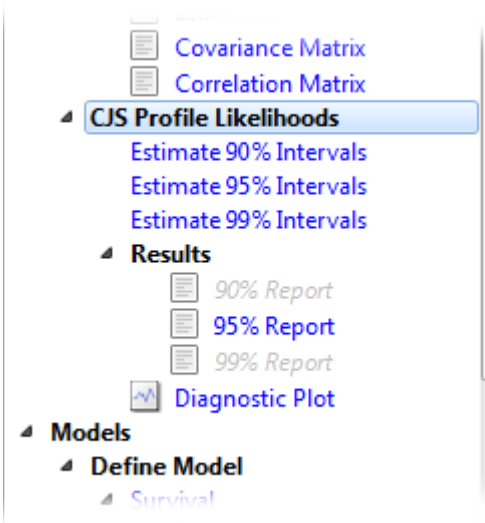 Covariance Matrix
Correlation Matrix
CJS Profile Likelihoods
Estimate 90% Intervals
Estimate 95% Intervals
Estimate 99% Intervals
Results
90% Report
95% Report
99% Report
Diagnostic Plot
Models
Define Model
Survival